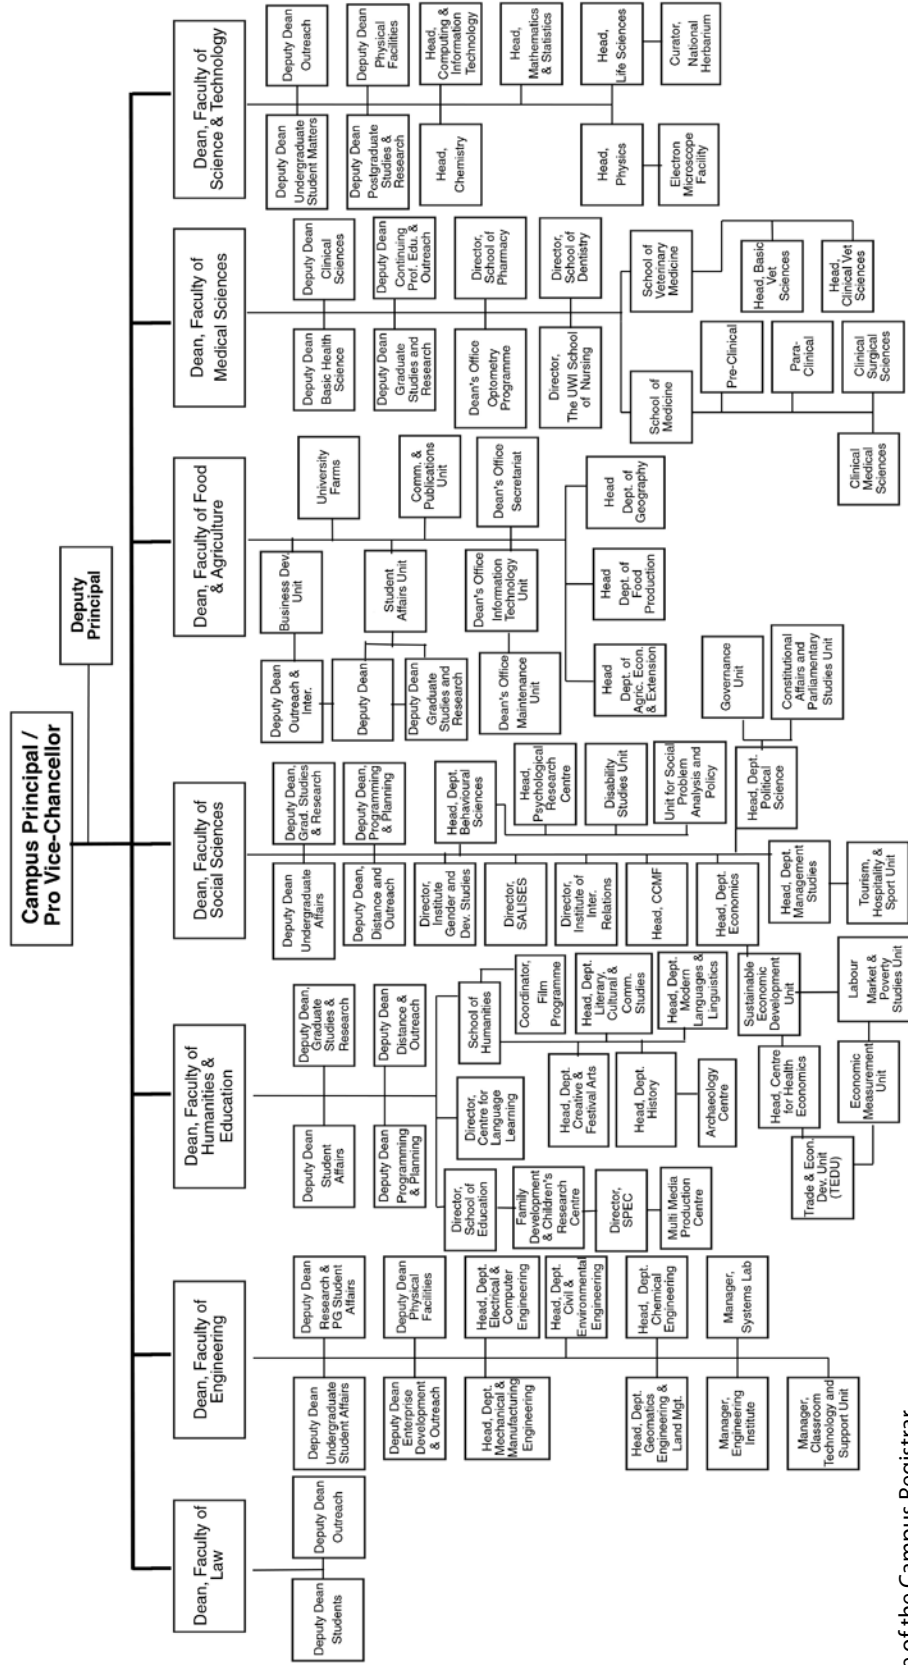 Campus Principal /
Pro Vice-Chancellor
Deputy
Principal
Dean, Faculty of
Law
Deputy Dean
Students
Deputy Dean
Outreach
Dean, Faculty of
Engineering
Deputy Dean
Undergraduate
Student Affairs
Deputy Dean
Research &
PG Student
Affairs
Deputy Dean
Enterprise
Development
& Outreach
Deputy Dean
Physical
Facilities
Head, Dept.
Mechanical &
Manufacturing
Engineering
Head, Dept.
Electrical &
Computer
Engineering
Head, Dept.
Civil &
Environmental
Engineering
Head, Dept.
Geomatics
Engineering &
Land Mgt.
Head, Dept.
Chemical
Engineering
Manager,
Engineering
Institute
Manager,
Systems Lab
Manager,
Classroom
Technology and
Support Unit
Dean, Faculty of
Humanities &
Education
Deputy Dean
Student
Affairs
Deputy Dean,
Graduate
Studies &
Research
Deputy Dean
Programming
& Planning
Deputy Dean
Distance &
Outreach
Director,
School of
Education
Family
Development
& Children's
Research
Centre
Director,
SPEC
Multi Media
Production
Centre
Director,
Centre for
Language
Learning
School of
Humanities
Coordinator,
Film
Programme
Head, Dept.
Creative &
Festival Arts
Head, Dept.
Literary,
Cultural &
Comm.
Studies
Head, Dept.
History
Head, Dept.
Modern
Languages &
Linguistics
Archaeology
Centre
Dean, Faculty of
Social Sciences
Deputy Dean
Undergraduate
Affairs
Deputy Dean,
Grad. Studies
& Research
Deputy Dean,
Distance and
Outreach
Deputy Dean,
Programming
& Planning
Director,
Institute
Gender and
Dev. Studies
Head, Dept.
Behavioural
Sciences
Head,
Psychological
Research
Centre
Disability
Studies Unit
Unit for Social
Problem
Analysis and
Policy
Director,
SALISES
Director,
Institute of
Inter.
Relations
Head, CCMF
Head, Dept.
Economics
Head, Dept.
Political
Science
Governance
Unit
Constitutional
Affairs and
Parliamentary
Studies Unit
Head, Dept.
Management
Studies
Tourism,
Hospitality &
Sport Unit
Sustainable
Economic
Development
Unit
Labour
Market &
Poverty
Studies Unit
Head, Centre
for Health
Economics
Economic
Measurement
Unit
Trade & Econ.
Dev. Unit
(TEDU)
Dean, Faculty of Food
& Agriculture
Business Dev.
Unit
University
Farms
Deputy Dean
Outreach &
Inter.
Student
Affairs Unit
Comm. &
Publications
Unit
Deputy Dean
Deputy Dean
Graduate
Studies and
Research
Dean's Office
Information
Technology
Unit
Dean's Office
Secretariat
Dean's Office
Maintenance
Unit
Head
Dept. of
Agric. Econ.
& Extension
Head
Dept. of
Food
Production
Head
Dept. of
Geography
Dean, Faculty of
Medical Sciences
Deputy Dean
Basic Health
Science
Deputy Dean
Clinical
Sciences
Deputy Dean
Graduate
Studies and
Research
Deputy Dean
Continuing
Prof. Edu. &
Outreach
Dean's Office
Optometry
Programme
Director,
School of
Pharmacy
Director,
The UWI School
of Nursing
Director,
School of
Dentistry
School of
Medicine
Pre-Clinical
Para-
Clinical
Clinical
Surgical
Sciences
Clinical
Medical
Sciences
School of
Veterinary
Medicine
Head, Basic
Vet
Sciences
Head,
Clinical Vet
Sciences
Dean, Faculty of
Science & Technology
Deputy Dean
Undergraduate
Student Matters
Deputy Dean
Outreach
Deputy Dean
Postgraduate
Studies &
Research
Deputy Dean
Physical
Facilities
Head,
Chemistry
Head,
Computing &
Information
Technology
Head,
Mathematics
& Statistics
Head,
Physics
Head,
Life Sciences
Electron
Microscope
Facility
Curator,
National
Herbarium
of the Campus Registrar